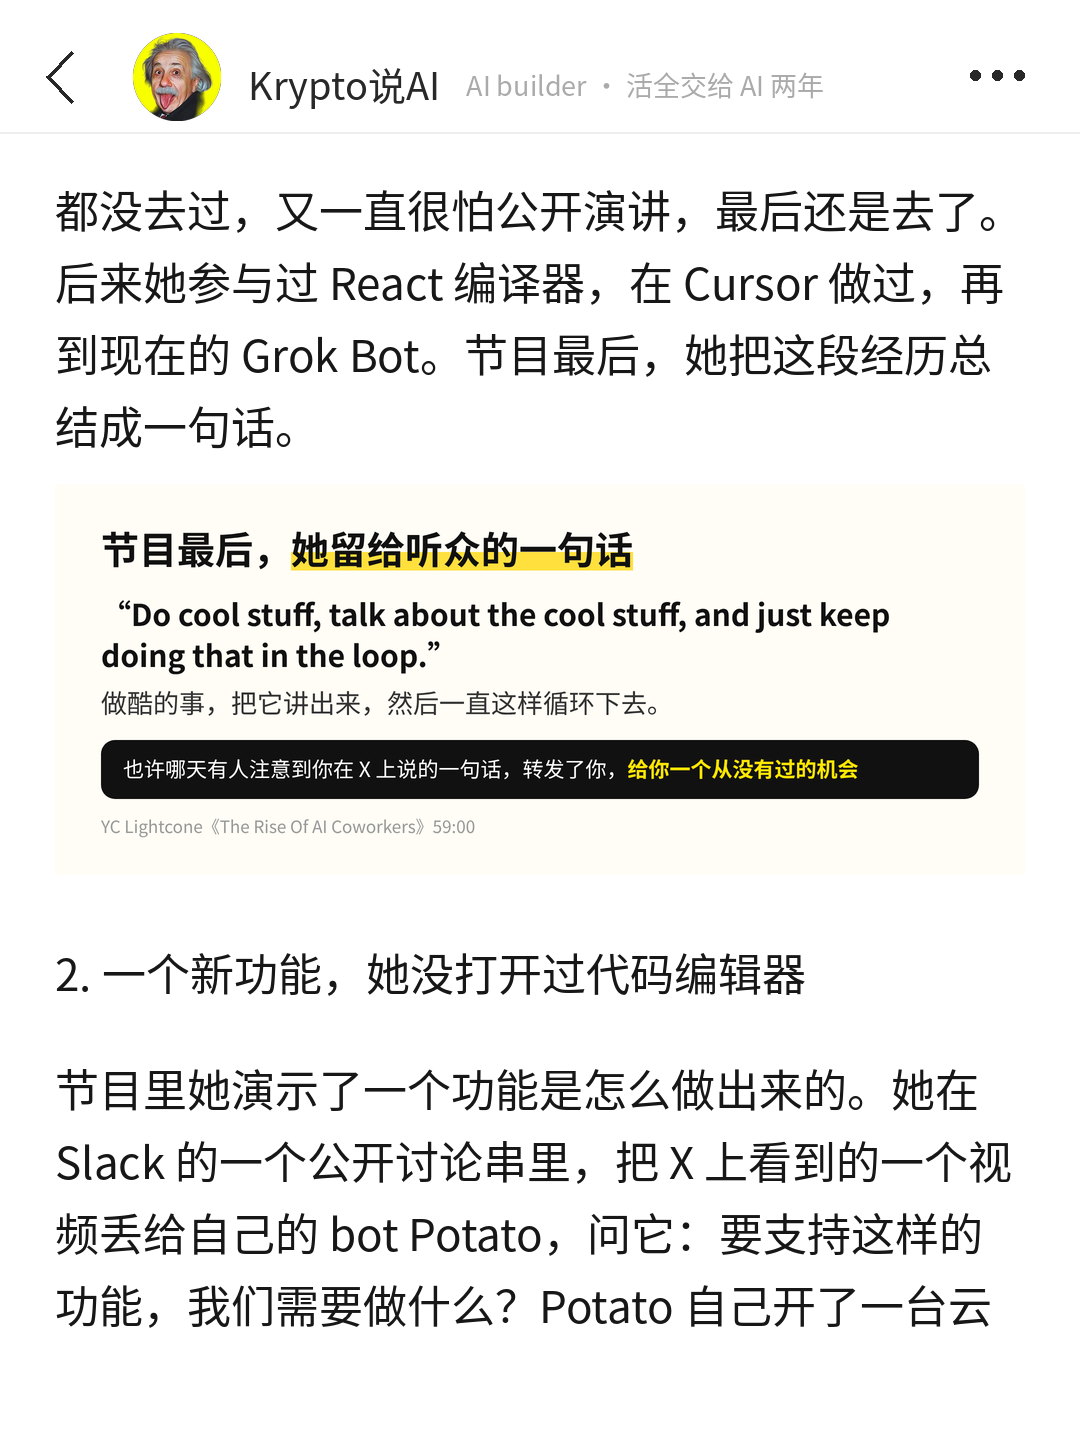 Krypto说AI AI builder · 活全交给 AI 两年
都没去过，又一直很怕公开演讲，最后还是去了。
后来她参与过 React 编译器，在 Cursor 做过，再
到现在的 Grok Bot。节目最后，她把这段经历总
结成一句话。
节目最后，她留给听众的一句话
“Do cool stuff, talk about the cool stuff, and just keep
doing that in the loop.”
做酷的事，把它讲出来，然后一直这样循环下去。
也许哪天有人注意到你在 X 上说的一句话，转发了你，给你一个从没有过的机会
YC Lightcone《The Rise Of AI Coworkers》59:00
2. 一个新功能，她没打开过代码编辑器
节目里她演示了一个功能是怎么做出来的。她在
Slack 的一个公开讨论串里，把 X 上看到的一个视
频丢给自己的 bot Potato，问它：要支持这样的
功能，我们需要做什么？Potato 自己开了一台云